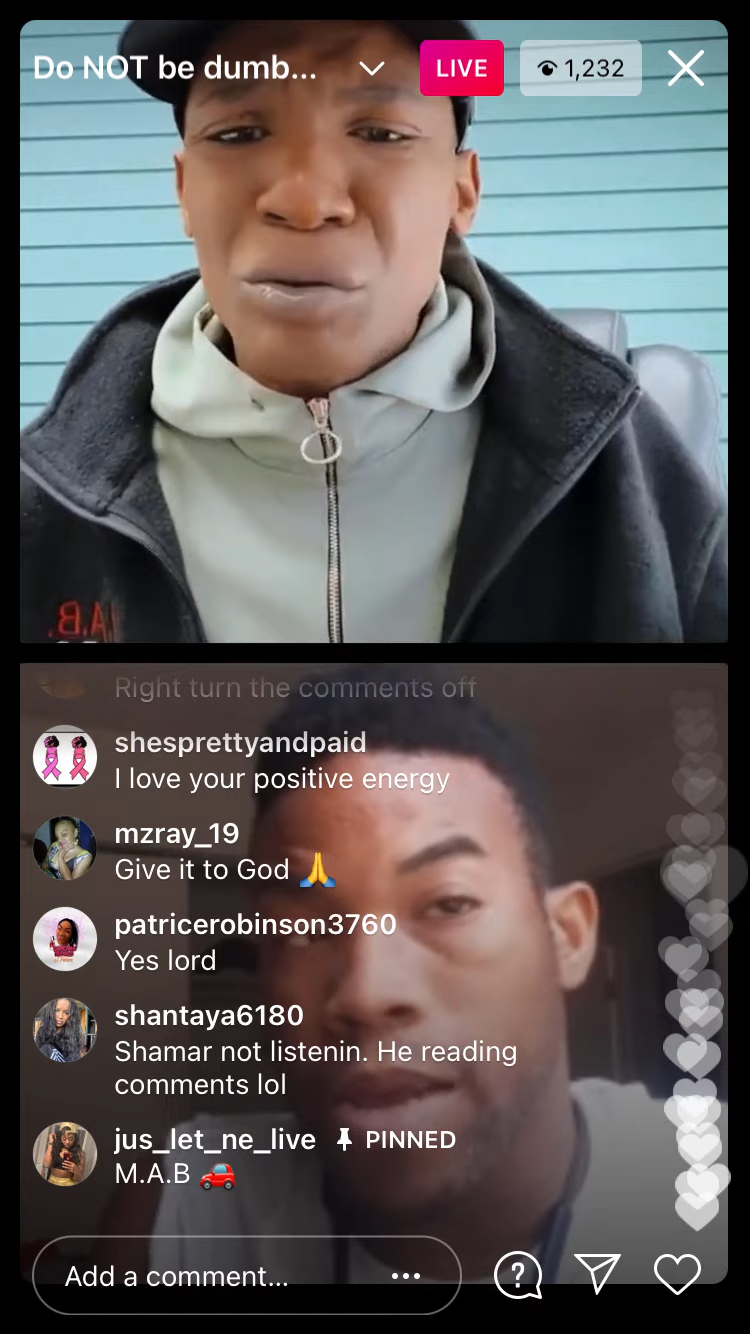 Do NOT be dumb...
LIVE
1,232
A.B.
Right turn the comments off
shesprettyandpaid
I love your positive energy
mzray_19
Give it to God 🙏
patricerobinson3760
Yes lord
shantaya6180
Shamar not listenin. He reading
comments lol
jus_let_ne_live PINNED
M.A.B 🚗
Add a comment...